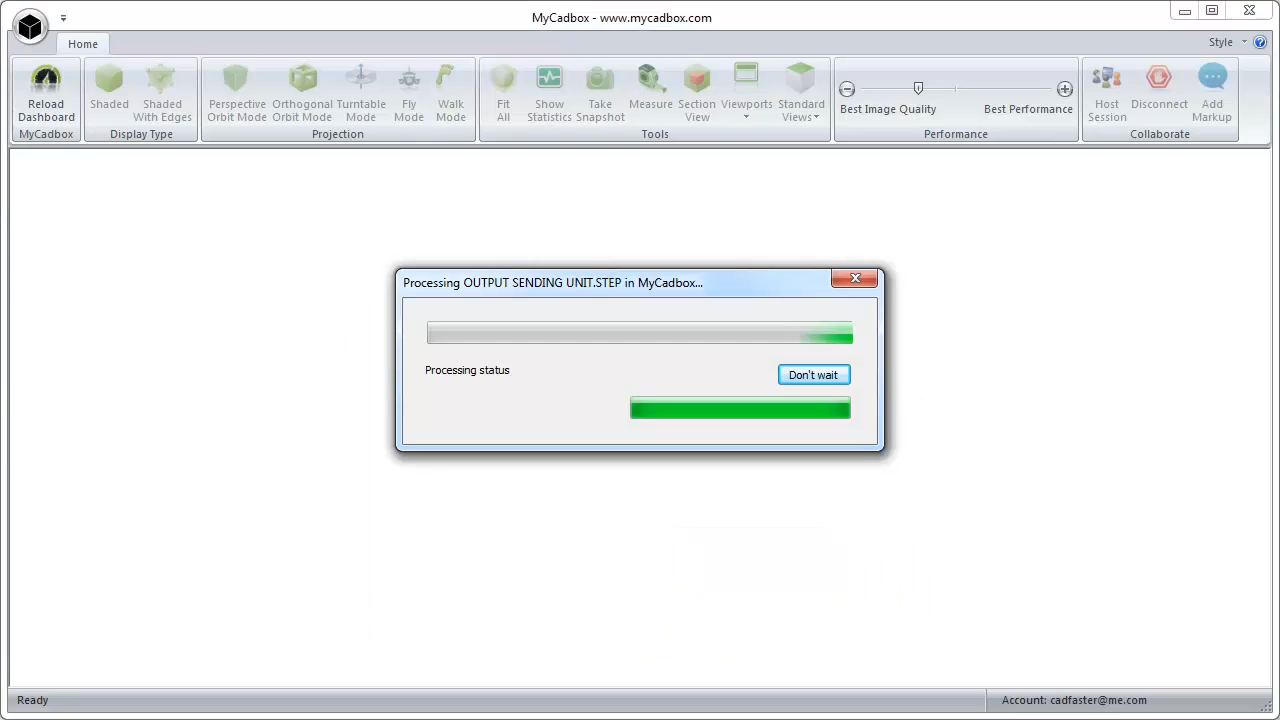 MyCadbox - www.mycadbox.com
Home
Style
Reload Dashboard
Shaded
Shaded With Edges
Perspective Orbit Mode
Orthogonal Orbit Mode
Turntable Mode
Fly Mode
Walk Mode
Fit All
Show Statistics
Take Snapshot
Measure
Section View
Viewports
Standard Views
Best Image Quality
Best Performance
Host Session
Disconnect
Add Markup
MyCadbox
Display Type
Projection
Tools
Performance
Collaborate
Processing OUTPUT SENDING UNIT.STEP in MyCadbox...
Processing status
Don't wait
Ready
Account: cadfaster@me.com